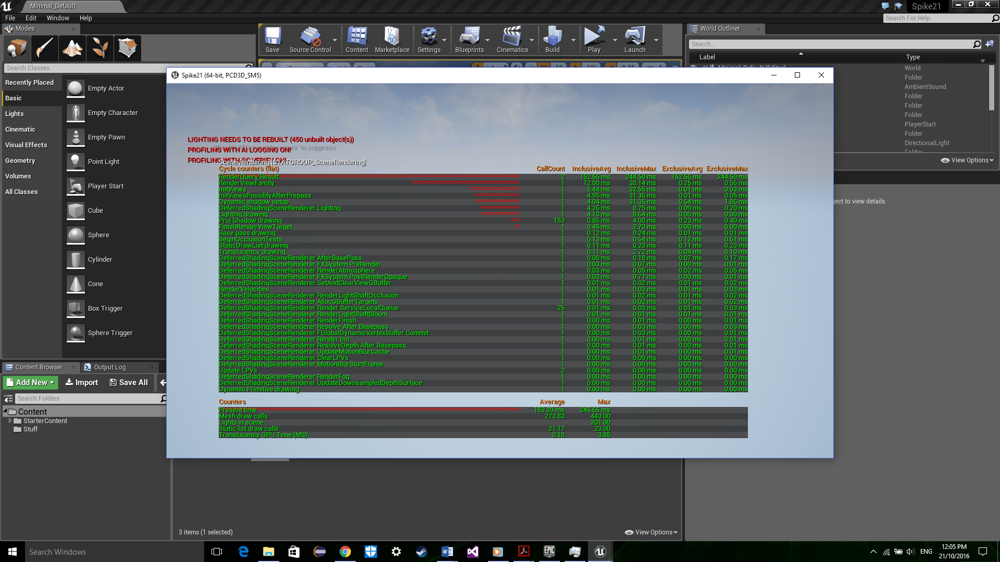 Minimal_Default
Spike21
File Edit Window Help
Search For Help
Modes
Search Classes
Recently Placed
Basic
Lights
Cinematic
Visual Effects
Geometry
Volumes
All Classes
Empty Actor
Empty Character
Empty Pawn
Point Light
Player Start
Cube
Sphere
Cylinder
Cone
Box Trigger
Sphere Trigger
Save Source Control Content Marketplace Settings Blueprints Cinematics Build Play Launch
World Outliner
Search...
Label Type
Minimal_Default (Editor)
World
Folder
AmbientSound
Folder
Folder
Folder
PlayerStart
Folder
DirectionalLight
Folder
View Options
ject to view details.
Spike21 (64-bit, PCD3D_SM5)
LIGHTING NEEDS TO BE REBUILT (450 unbuilt object(s))
' to suppress
PROFILING WITH AI LOGGING ON!
PROFILING WITH GC VERIFY ON!
Scene Rendering [STATGROUP_SceneRendering]
Cycle counters (flat) CallCount InclusiveAvg InclusiveMax ExclusiveAvg ExclusiveMax
RenderQuery Result 2 152.56 ms 244.50 ms 152.56 ms 244.50 ms
RenderViewFamily 1 12.00 ms 38.14 ms 0.25 ms 0.56 ms
InitViews 1 5.44 ms 32.55 ms 0.01 ms 0.03 ms
InitViewsPossiblyAfterPrepass 1 4.95 ms 31.36 ms 0.01 ms 0.05 ms
Dynamic shadow setup 1 4.94 ms 31.35 ms 0.64 ms 1.86 ms
DeferredShadingSceneRenderer Lighting 1 4.26 ms 8.75 ms 0.09 ms 0.20 ms
Lighting drawing 1 4.13 ms 8.64 ms 0.00 ms 0.00 ms
Proj Shadow drawing 153 0.86 ms 4.00 ms 0.23 ms 0.40 ms
FinishRenderViewTarget 1 0.45 ms 2.70 ms 0.00 ms 0.00 ms
Base pass drawing 1 0.12 ms 0.24 ms 0.01 ms 0.01 ms
BeginOcclusionTests 1 0.13 ms 0.64 ms 0.12 ms 0.61 ms
StaticDrawList drawing 1 0.11 ms 0.23 ms 0.11 ms 0.23 ms
Translucency drawing 1 0.11 ms 2.72 ms 0.04 ms 0.10 ms
DeferredShadingSceneRenderer AfterBasePass 1 0.08 ms 0.18 ms 0.07 ms 0.17 ms
DeferredShadingSceneRenderer FXSystem PreRender 1 0.03 ms 0.07 ms 0.00 ms 0.01 ms
DeferredShadingSceneRenderer RenderAtmosphere 1 0.03 ms 0.05 ms 0.02 ms 0.05 ms
DeferredShadingSceneRenderer FXSystem PostRenderOpaque 1 0.03 ms 0.71 ms 0.00 ms 0.01 ms
DeferredShadingSceneRenderer SetAndClearViewGBuffer 1 0.01 ms 0.02 ms 0.01 ms 0.02 ms
RenderVelocities 1 0.01 ms 0.03 ms 0.01 ms 0.03 ms
DeferredShadingSceneRenderer RenderLightShaftOcclusion 1 0.01 ms 0.02 ms 0.01 ms 0.02 ms
DeferredShadingSceneRenderer AllocGBufferTargets 1 0.01 ms 0.02 ms 0.01 ms 0.02 ms
DeferredShadingSceneRenderer Render ServiceLocalQueue 25 0.01 ms 0.03 ms 0.01 ms 0.03 ms
DeferredShadingSceneRenderer RenderLightShaftBloom 1 0.01 ms 0.01 ms 0.01 ms 0.01 ms
DeferredShadingSceneRenderer RenderFinish 1 0.00 ms 0.01 ms 0.00 ms 0.01 ms
DeferredShadingSceneRenderer Resolve After Basepass 1 0.00 ms 0.03 ms 0.00 ms 0.03 ms
DeferredShadingSceneRenderer FGlobalDynamicVertexBuffer Commit 1 0.00 ms 0.03 ms 0.00 ms 0.01 ms
DeferredShadingSceneRenderer Render Init 1 0.00 ms 0.01 ms 0.00 ms 0.01 ms
DeferredShadingSceneRenderer ResolveDepth After Basepass 1 0.00 ms 0.01 ms 0.00 ms 0.01 ms
DeferredShadingSceneRenderer UpdateMotionBlurCache 1 0.00 ms 0.01 ms 0.00 ms 0.01 ms
DeferredShadingSceneRenderer ClearLPVs 1 0.00 ms 0.00 ms 0.00 ms 0.00 ms
DeferredShadingSceneRenderer MotionBlurStartFrame 1 0.00 ms 0.00 ms 0.00 ms 0.00 ms
Update LPVs 2 0.00 ms 0.00 ms 0.00 ms 0.00 ms
DeferredShadingSceneRenderer RenderFog 1 0.00 ms 0.00 ms 0.00 ms 0.00 ms
DeferredShadingSceneRenderer UpdateDownsampledDepthSurface 1 0.00 ms 0.00 ms 0.00 ms 0.00 ms
Dynamic Primitive drawing 1 0.00 ms 0.00 ms 0.00 ms 0.00 ms
Counters Average Max
Present time 153.39 ms 245.65 ms
Mesh draw calls 273.83 443.00
Lights in scene 201.00
Static list draw calls 21.17 23.00
Translucency GPU Time (MS) 0.10 3.85
Content Browser Output Log
Add New Import Save All
Search Folders
Content
StarterContent
Stuff
3 items (1 selected) View Options
Search Windows
ENG
12:05 PM
21/10/2016